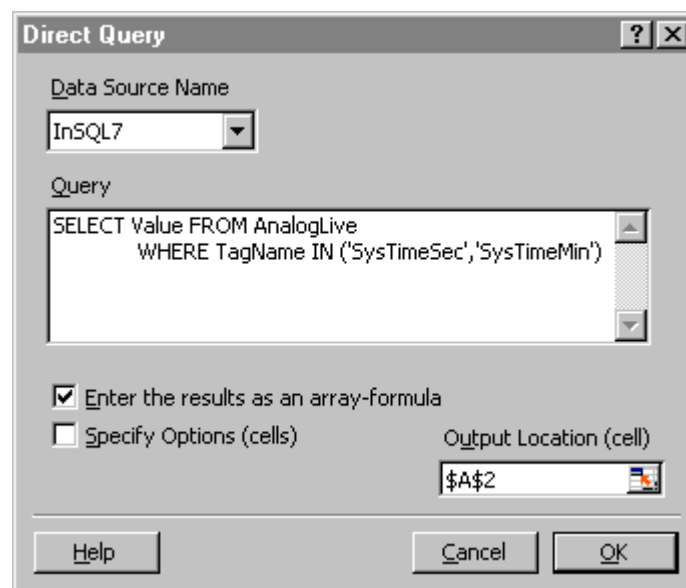 Direct Query
Data Source Name
InSQL7
Query
SELECT Value FROM AnalogLive
WHERE TagName IN ('SysTimeSec','SysTimeMin')
Enter the results as an array-formula
Specify Options (cells)
Output Location (cell)
$A$2
Help
Cancel
OK